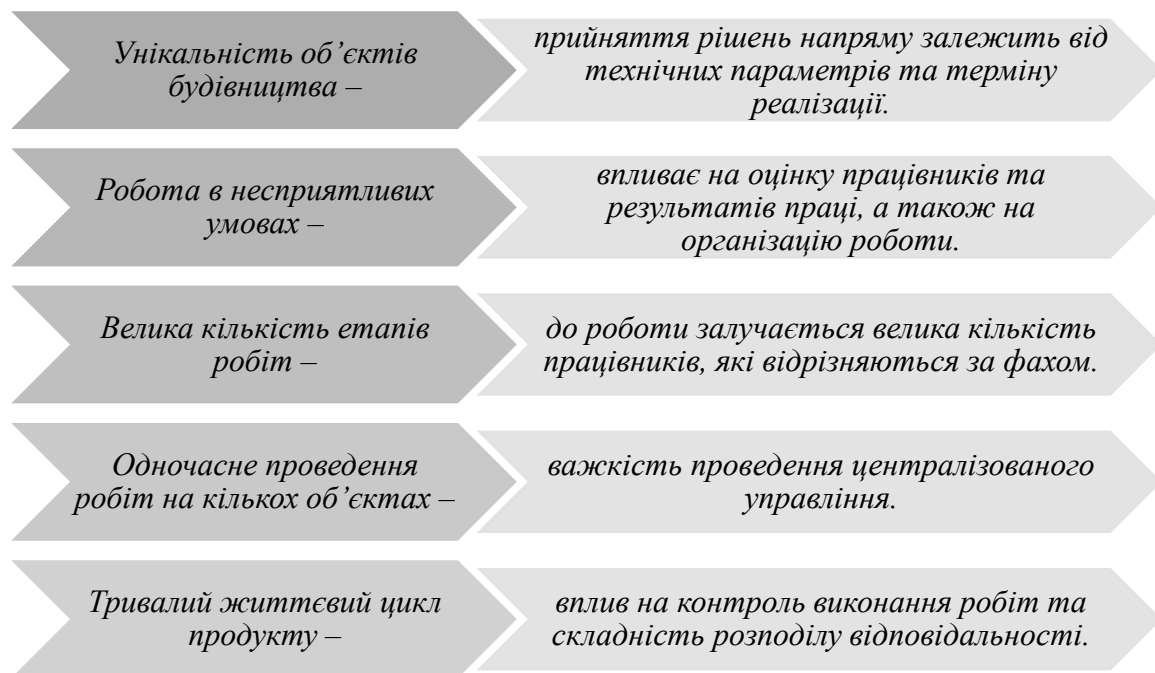 Унікальність об’єктів
будівництва –
прийняття рішень напряму залежить від
технічних параметрів та терміну
реалізації.
Робота в несприятливих
умовах –
впливає на оцінку працівників та
результатів праці, а також на
організацію роботи.
Велика кількість етапів
робіт –
до роботи залучається велика кількість
працівників, які відрізняються за фахом.
Одночасне проведення
робіт на кількох об’єктах –
важкість проведення централізованого
управління.
Тривалий життєвий цикл
продукту –
вплив на контроль виконання робіт та
складність розподілу відповідальності.